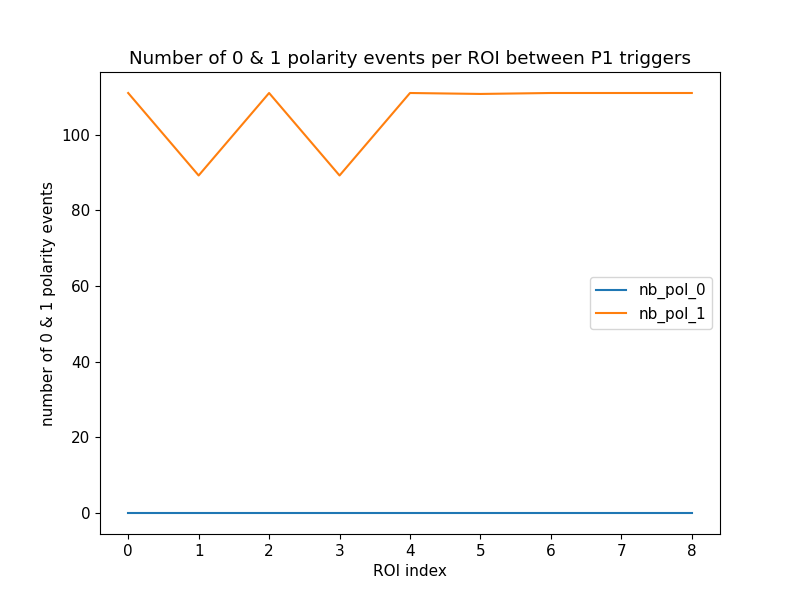 Number of 0 & 1 polarity events per ROI between P1 triggers
number of 0 & 1 polarity events
100
80
60
40
20
0
nb_pol_0
nb_pol_1
0 1 2 3 4 5 6 7 8
ROI index